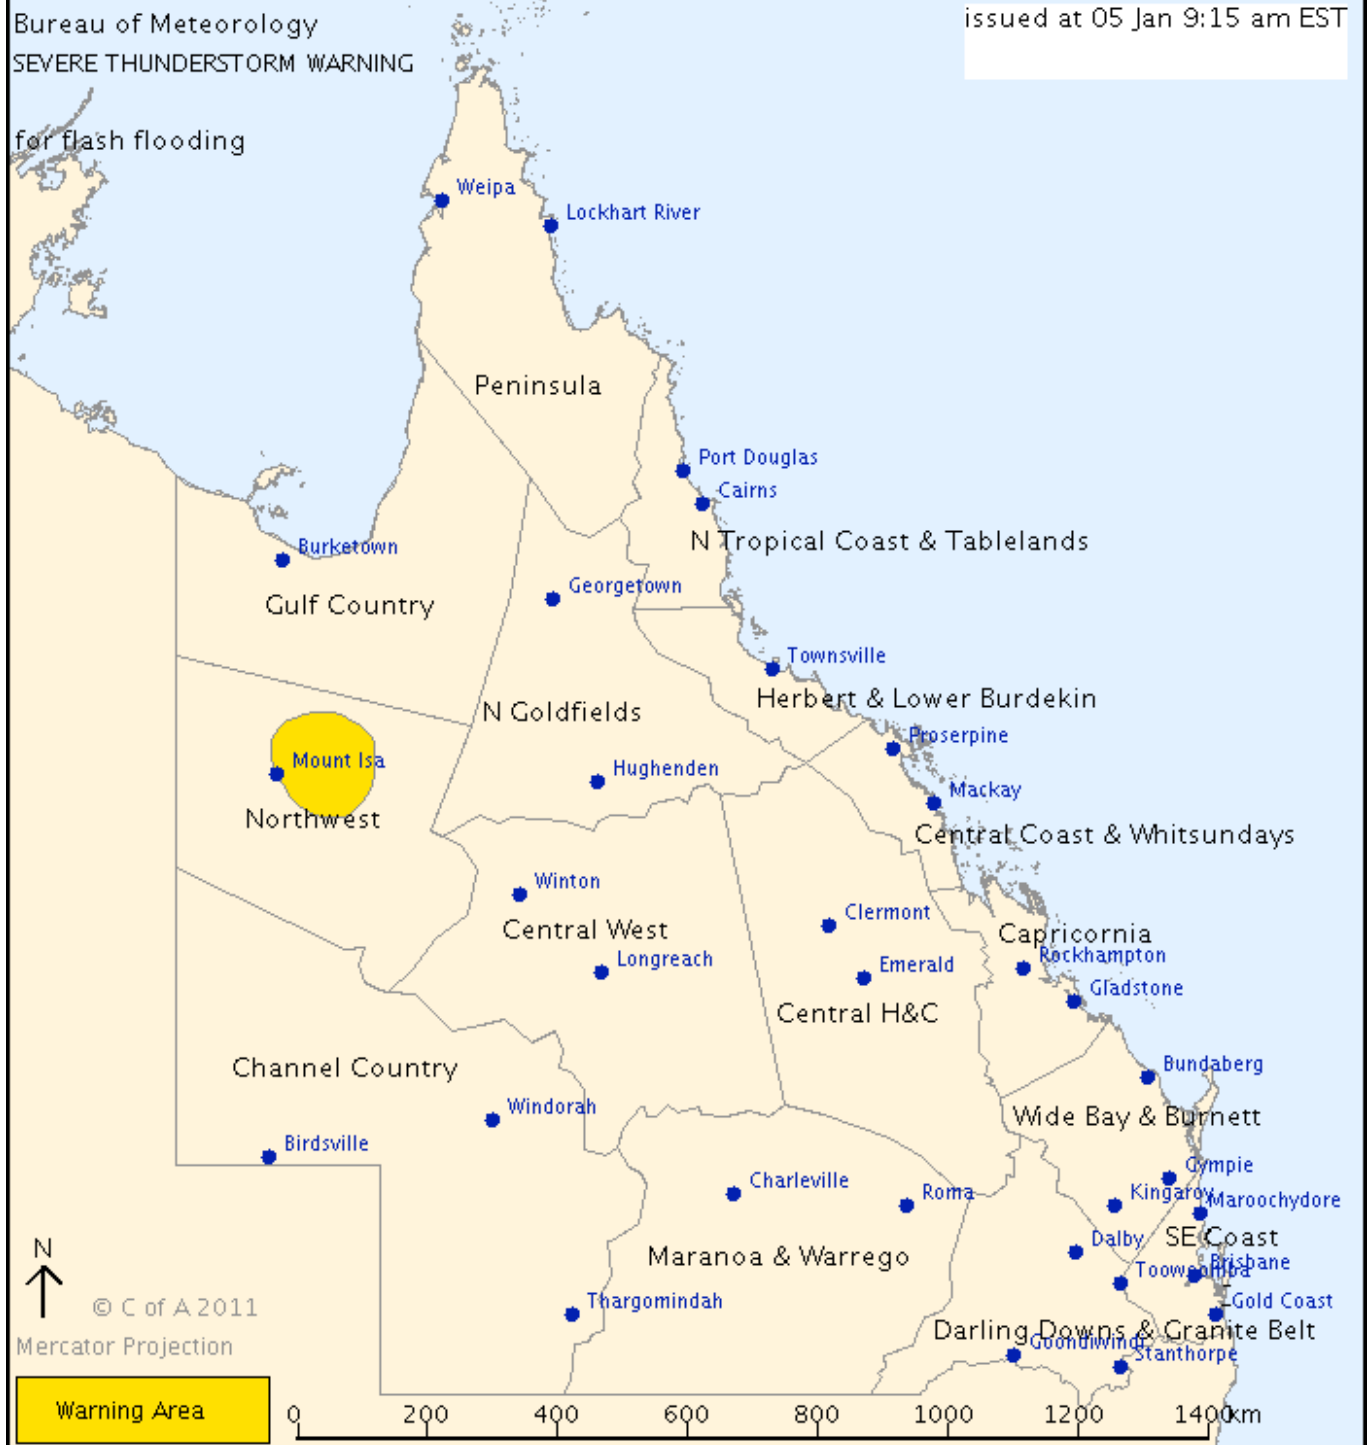 Bureau of Meteorology
issued at 05 Jan 9:15 am EST
SEVERE THUNDERSTORM WARNING
for flash flooding
Weipa
Lockhart River
Peninsula
Port Douglas
Cairns
N Tropical Coast & Tablelands
Burketown
Georgetown
Gulf Country
Townsville
Herbert & Lower Burdekin
N Goldfields
Proserpine
Mount Isa
Hughenden
Mackay
Northwest
Central Coast & Whitsundays
Winton
Clermont
Central West
Capricornia
Longreach
Emerald
Rockhampton
Gladstone
Central H&C
Channel Country
Bundaberg
Windorah
Wide Bay & Burnett
Birdsville
Gympie
Charleville
Roma
Kingaroy
Maroochydore
Dalby
SE Coast
Maranoa & Warrego
Brisbane
Toowoomba
N
© C of A 2011
Thargomindah
Gold Coast
Darling Downs & Granite Belt
Goondiwindi
Stanthorpe
Mercator Projection
Warning Area
0 200 400 600 800 1000 1200 1400km